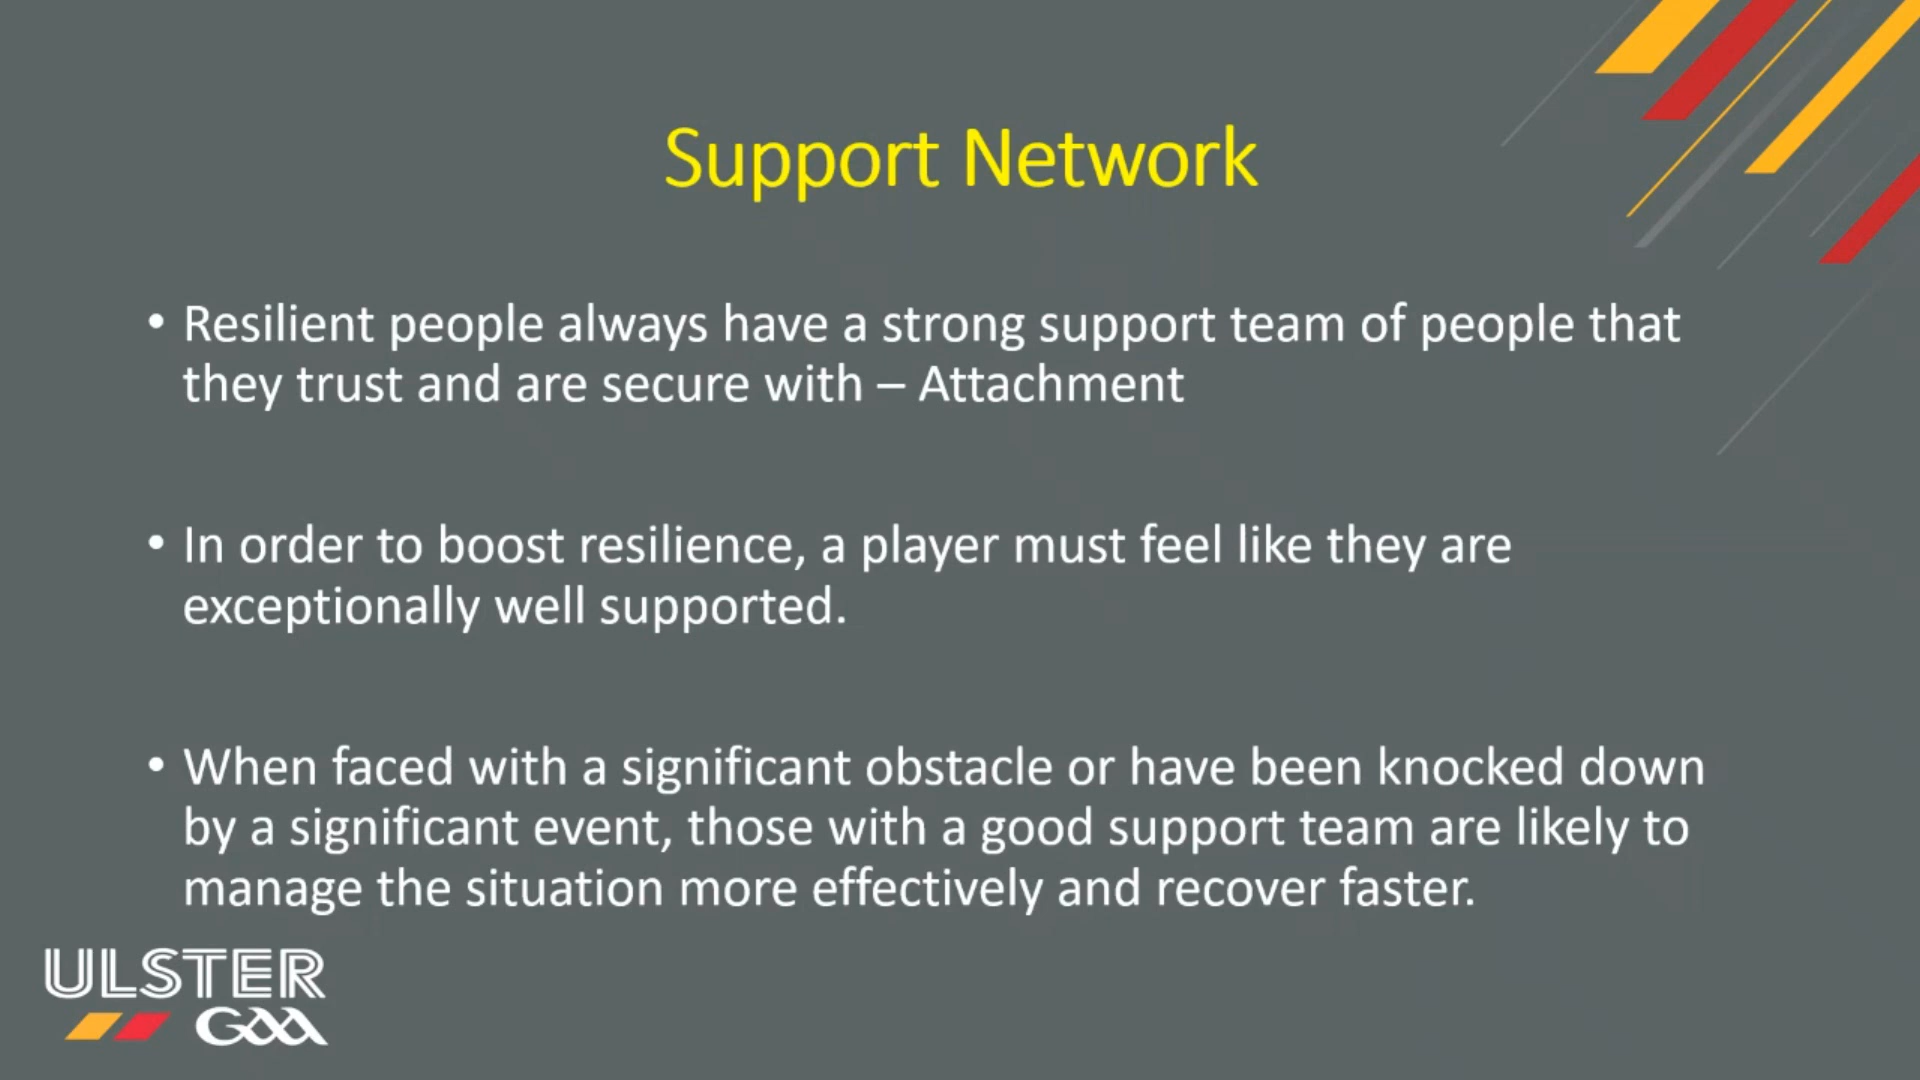 Support Network
• Resilient people always have a strong support team of people that
they trust and are secure with – Attachment
• In order to boost resilience, a player must feel like they are
exceptionally well supported.
• When faced with a significant obstacle or have been knocked down
by a significant event, those with a good support team are likely to
manage the situation more effectively and recover faster.
ULSTER
GAA